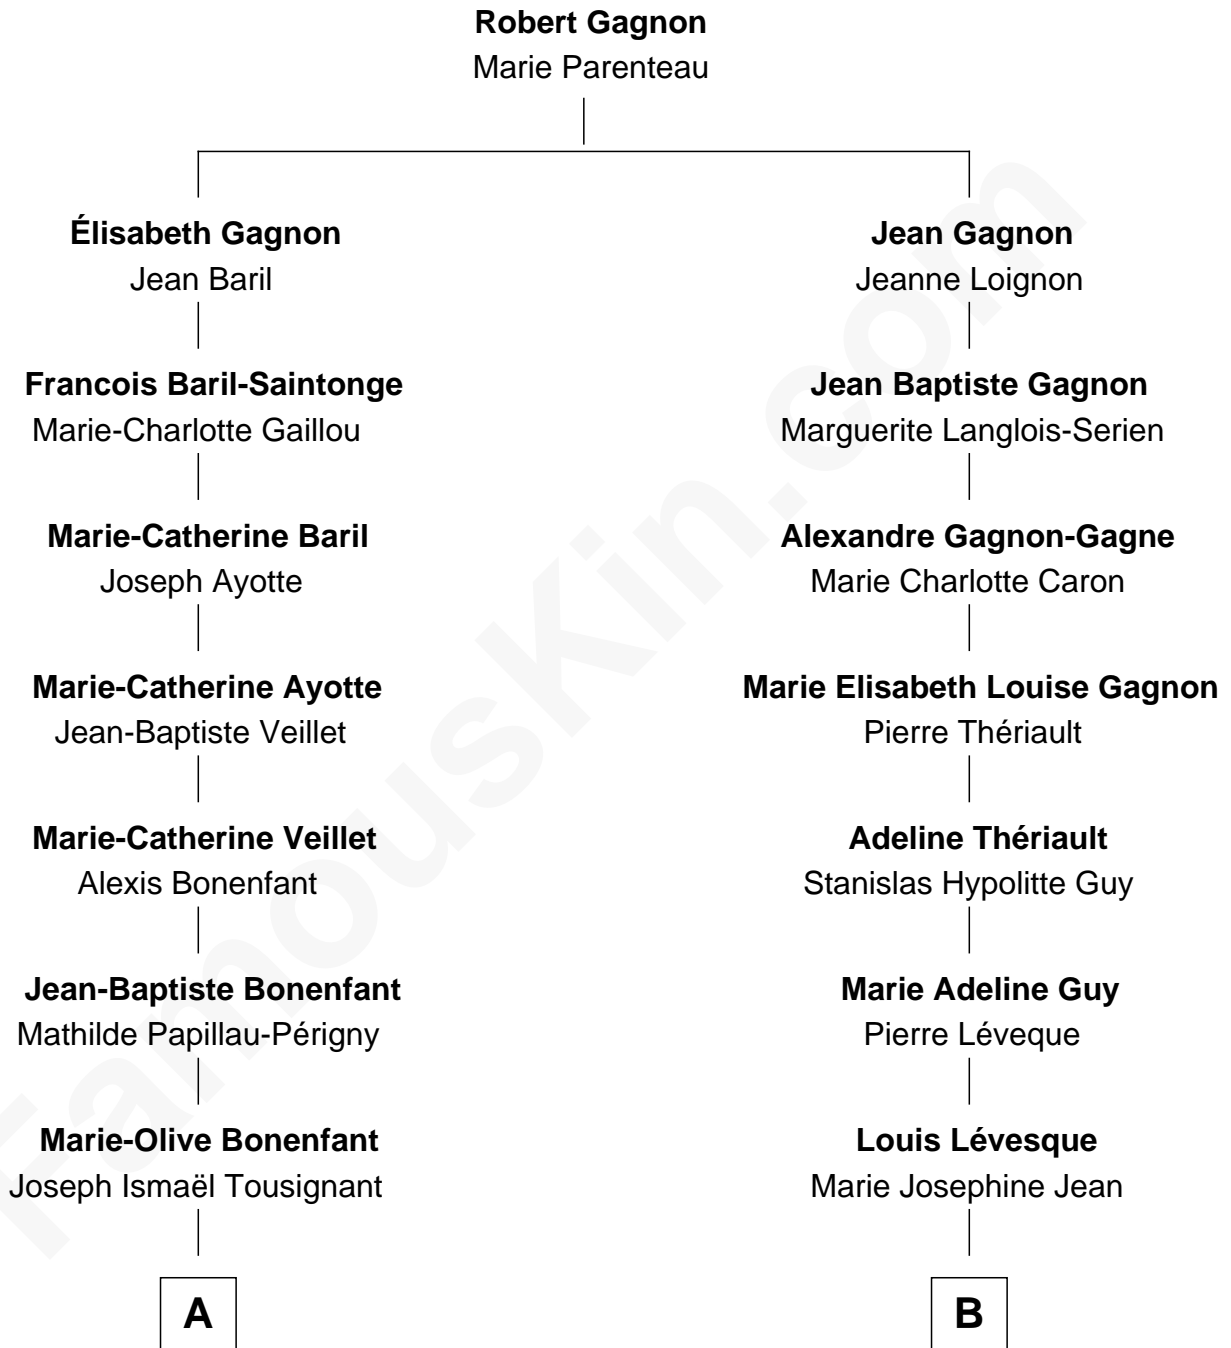 Robert Gagnon
Marie Parenteau
Élisabeth Gagnon
Jean Baril
Jean Gagnon
Jeanne Loignon
Francois Baril-Saintonge
Marie-Charlotte Gaillou
Jean Baptiste Gagnon
Marguerite Langlois-Serien
Marie-Catherine Baril
Joseph Ayotte
Alexandre Gagnon-Gagne
Marie Charlotte Caron
Marie-Catherine Ayotte
Jean-Baptiste Veillet
Marie Elisabeth Louise Gagnon
Pierre Thériault
Marie-Catherine Veillet
Alexis Bonenfant
Adeline Thériault
Stanislas Hypolitte Guy
Jean-Baptiste Bonenfant
Mathilde Papillau-Périgny
Marie Adeline Guy
Pierre Léveque
Marie-Olive Bonenfant
Joseph Ismaël Tousignant
Louis Lévesque
Marie Josephine Jean
A
B
FamousKin.com